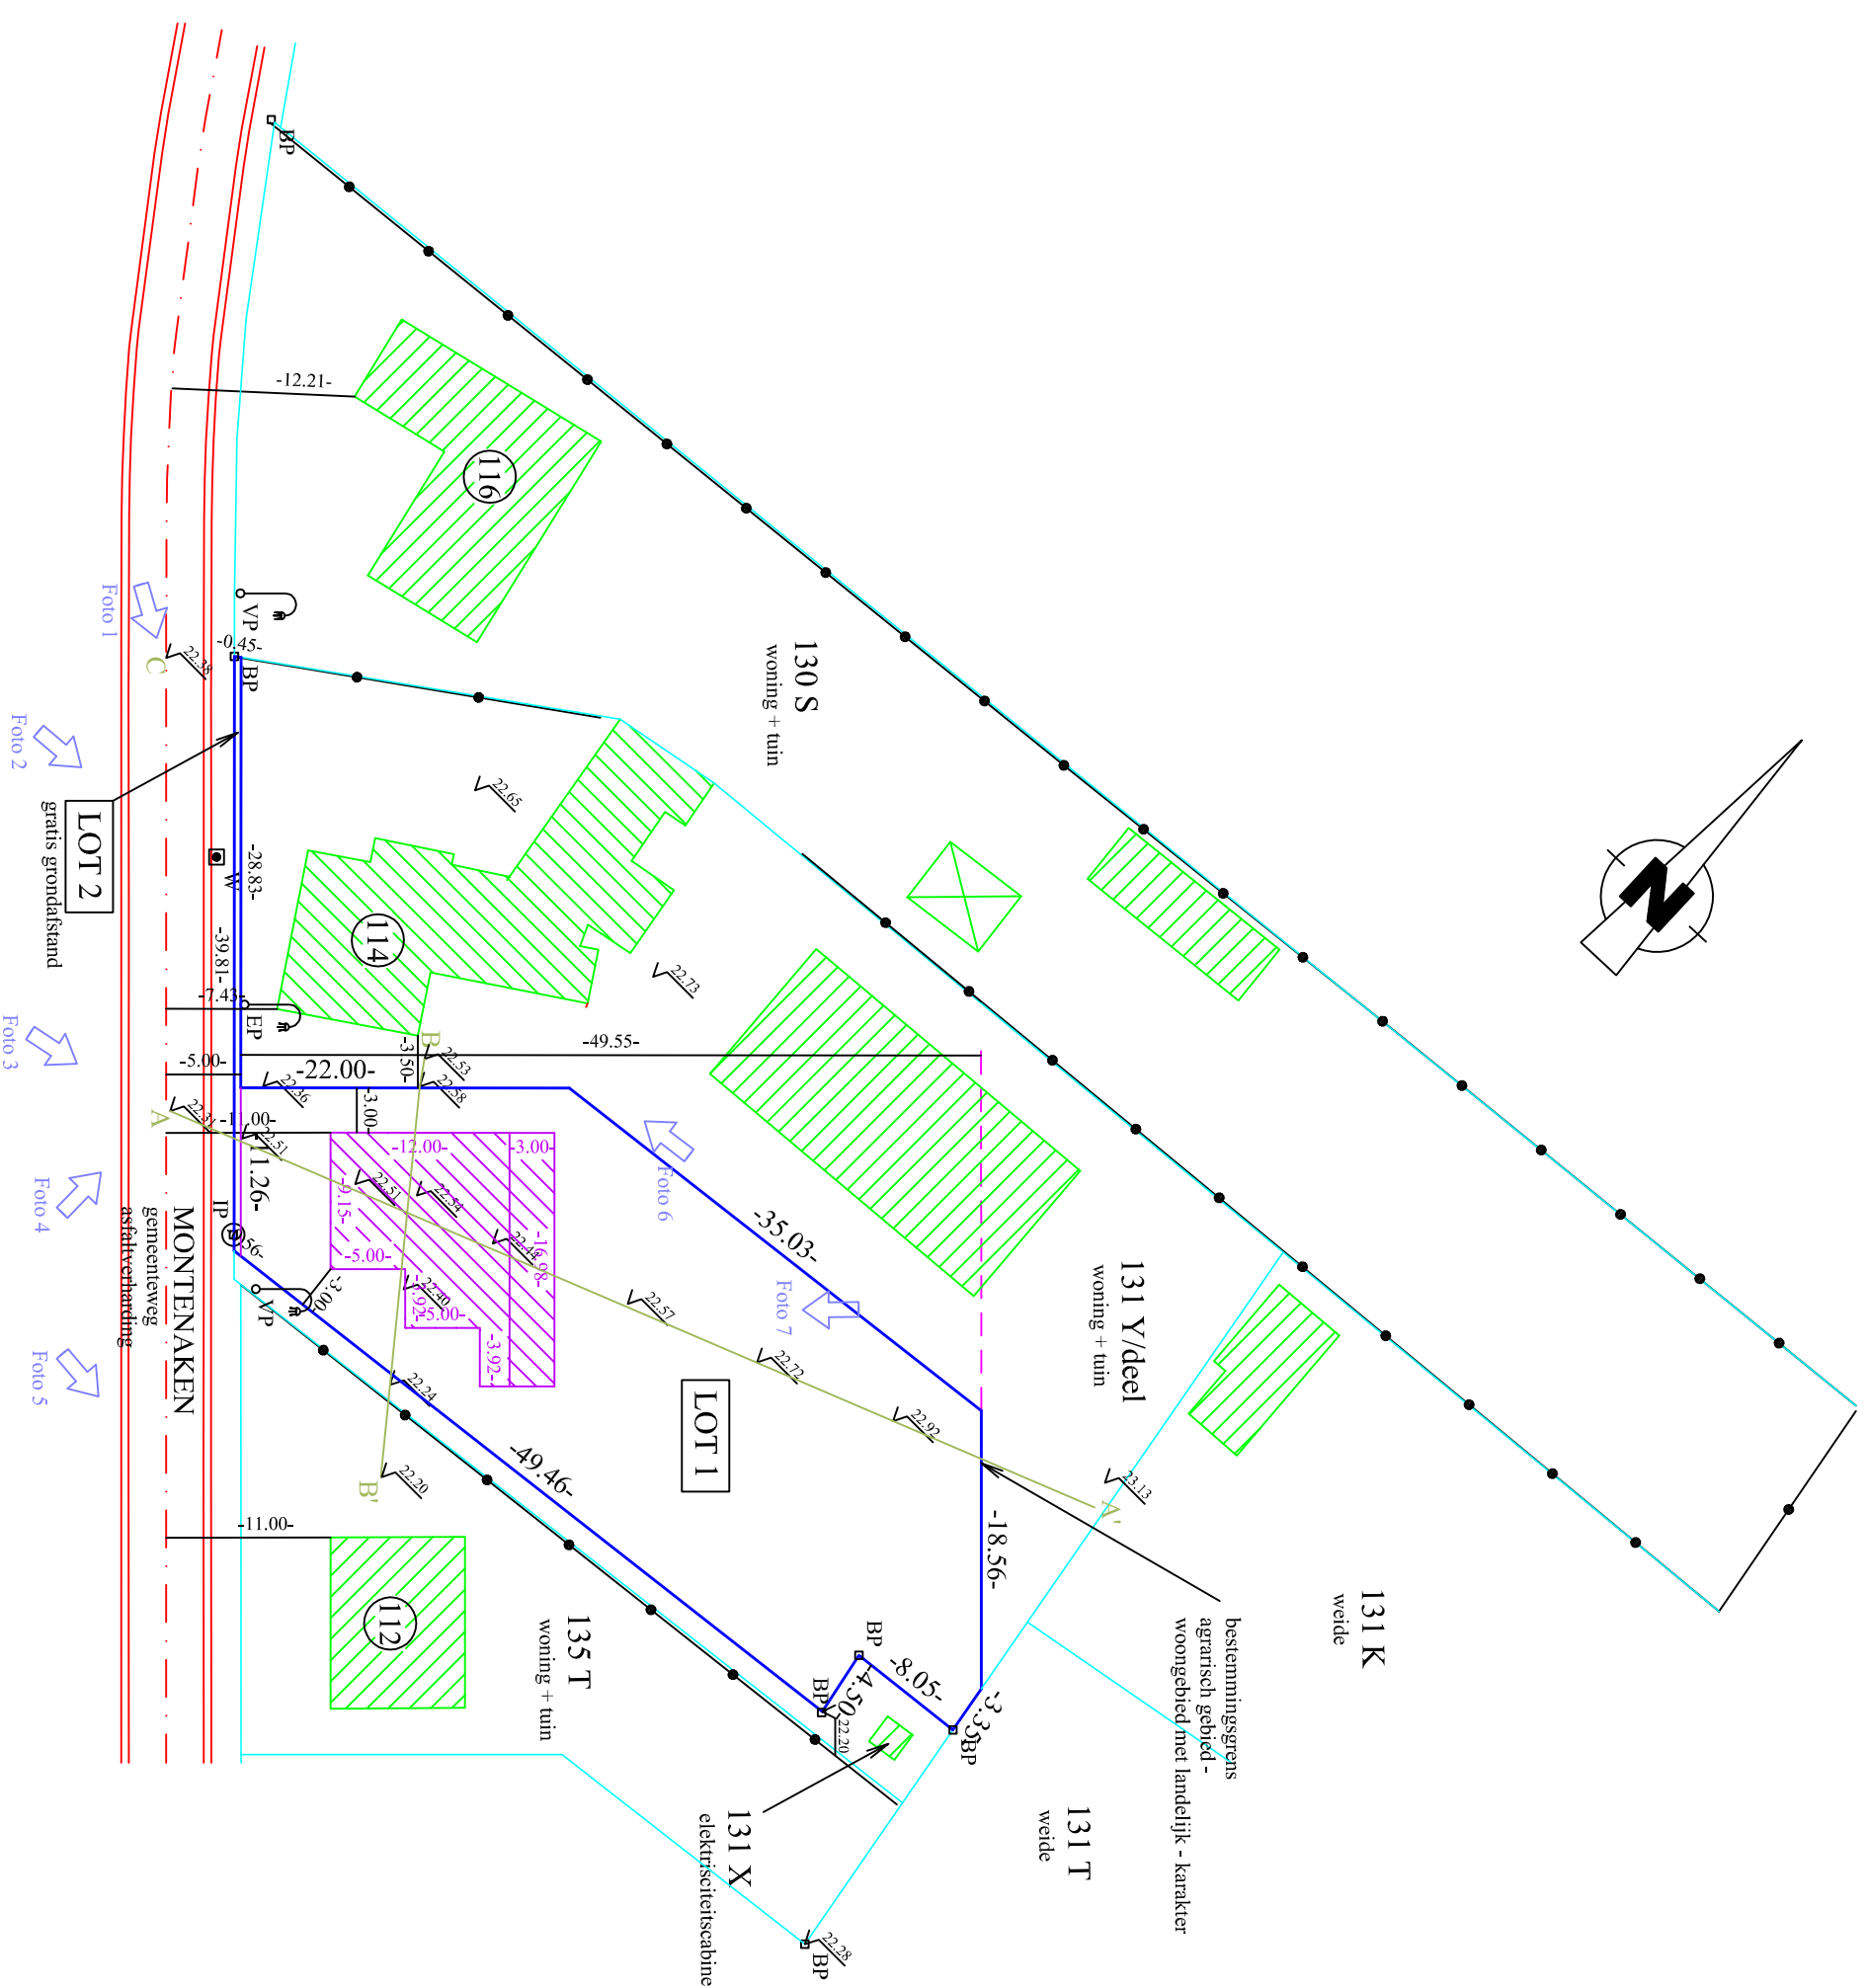 BP
-12.21-
116
VP
Foto 1
-0.45-
BP
22.38
C
Foto 2
130 S
woning + tuin
N
22.65
LOT 2
gratis grondafstand
-28.83-
W
-39.81-
114
22.73
-7.43-
EP
Foto 3
-5.00-
-22.00-
-3.50-
B
22.53
22.58
-49.55-
22.36
-3.00-
22.31
A
-11.00-
22.51
-12.00-
-3.00-
Foto 6
22.51
22.54
-9.15-
-16.98-
22.44
-5.00-
22.40
-5.00-
-3.92-
-3.00-
IP
VP
Foto 4
MONTENAKEN
gemeenteweg
asfaltverharding
Foto 5
-35.03-
Foto 7
22.57
22.72
22.92
131 Y/deel
woning + tuin
22.24
B'
22.20
-49.46-
LOT 1
A'
23.13
-18.56-
-11.00-
112
135 T
woning + tuin
BP
-4.50-
BP
22.20
-8.05-
BP
bestemmingsgrens
agrarisch gebied -
woongebied met landelijk - karakter
131 K
weide
131 T
weide
131 X
elektrisciteitscabine
22.28
BP